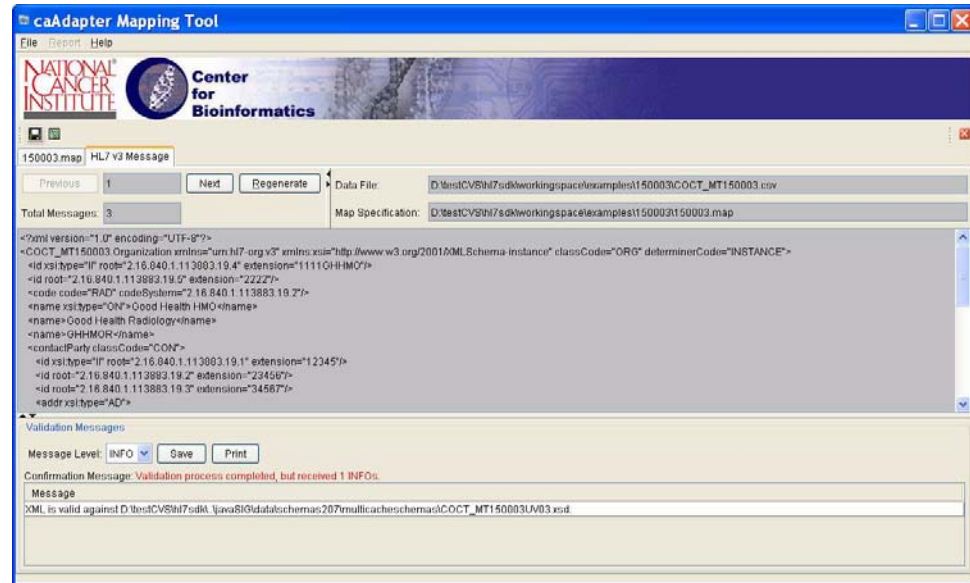 caAdapter Mapping Tool
File Report Help
NATIONAL CANCER INSTITUTE
Center for Bioinformatics
150003.map HL7 v3 Message
Previous 1 Next Regenerate Data File: D:\testCVS\hl7sdk\workingspace\examples\150003\COCT_MT150003.csv
Total Messages: 3 Map Specification: D:\testCVS\hl7sdk\workingspace\examples\150003\150003.map
<?xml version="1.0" encoding="UTF-8"?>
<COCT_MT150003.Organization xmlns="urn:hl7-org:v3" xmlns:xsi="http://www.w3.org/2001/XMLSchema-instance" classCode="ORG" determinerCode="INSTANCE">
<id xsi:type="II" root="2.16.840.1.113883.19.4" extension="1111GHHMO"/>
<id root="2.16.840.1.113883.19.5" extension="2222"/>
<code code="RAD" codeSystem="2.16.840.1.113883.19.2"/>
<name xsi:type="ON">Good Health HMO</name>
<name>Good Health Radiology</name>
<name>GHHMOR</name>
<contactParty classCode="CON">
<id xsi:type="II" root="2.16.840.1.113883.19.1" extension="12345"/>
<id root="2.16.840.1.113883.19.2" extension="23456"/>
<id root="2.16.840.1.113883.19.3" extension="34567"/>
<addr xsi:type="AD">
Validation Messages
Message Level: INFO Save Print
Confirmation Message: Validation process completed, but received 1 INFOs.
Message
XML is valid against D:\testCVS\hl7sdk\..\javaSIG\data\schemas207\multicacheschemas\COCT_MT150003UV03.xsd.